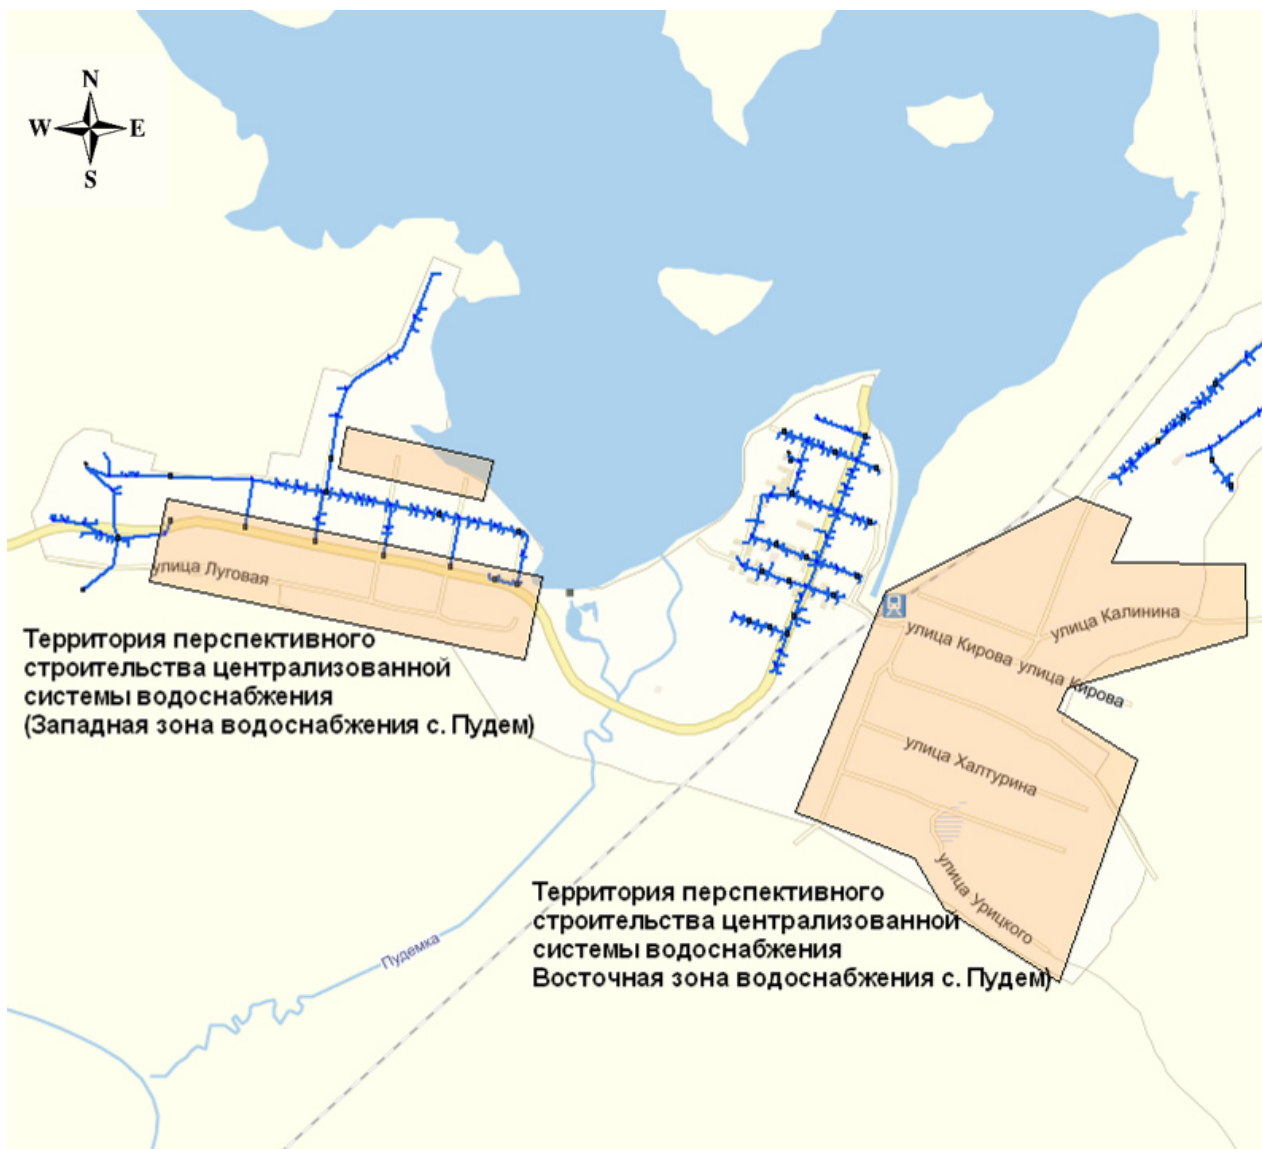 N
W E
S
улица Луговая
Территория перспективного
строительства централизованной
системы водоснабжения
(Западная зона водоснабжения с. Пудем)
улица Калинина
улица Кирова
улица Кирова
улица Халтурина
улица Урицкого
Территория перспективного
строительства централизованной
системы водоснабжения
Восточная зона водоснабжения с. Пудем)
Пудемка